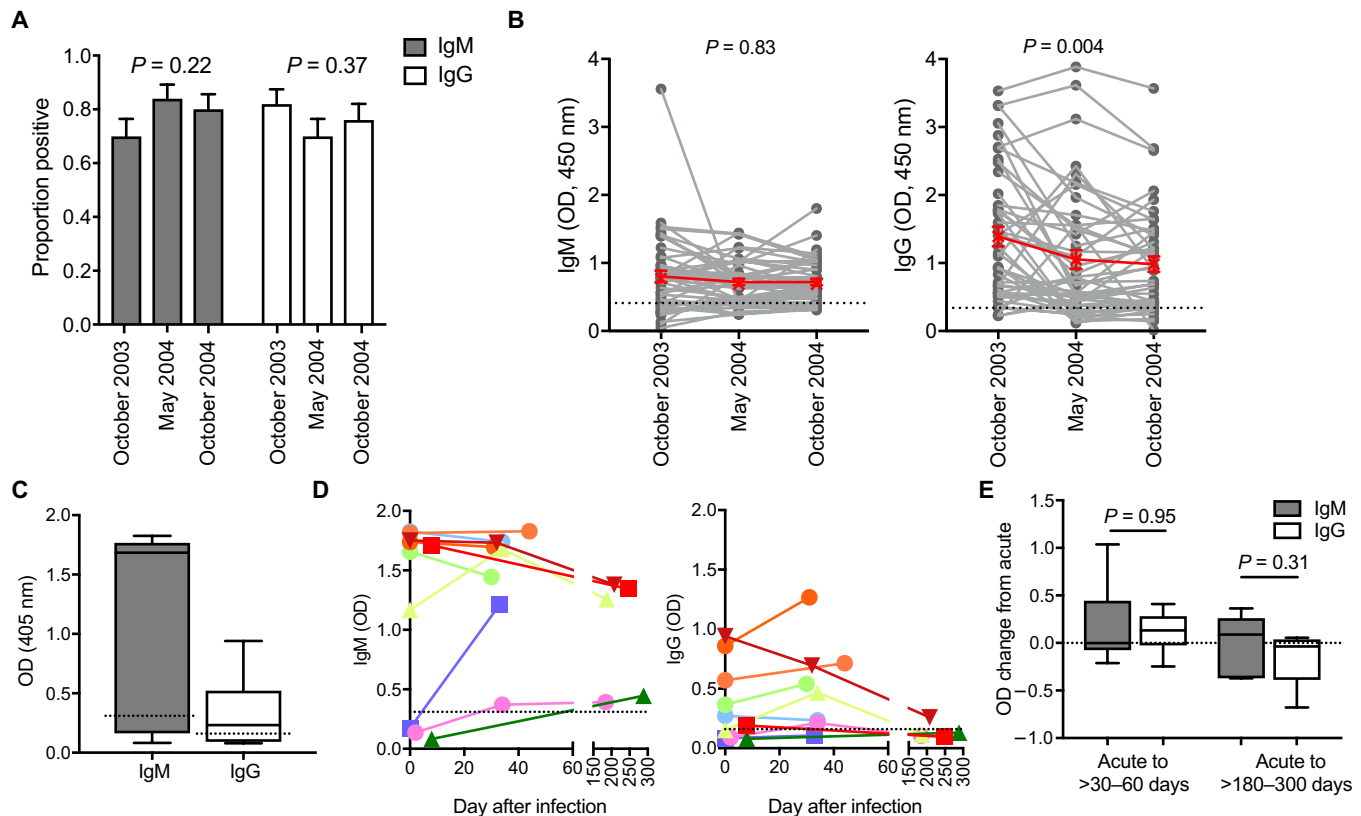 A
IgM
IgG
P = 0.22
P = 0.37
1.0
0.8
0.6
0.4
0.2
0.0
Proportion positive
October 2003
May 2004
October 2004
October 2003
May 2004
October 2004
B
P = 0.83
4
3
2
1
0
IgM (OD, 450 nm)
October 2003
May 2004
October 2004
P = 0.004
4
3
2
1
0
IgG (OD, 450 nm)
October 2003
May 2004
October 2004
C
2.0
1.5
1.0
0.5
0.0
OD (405 nm)
IgM
IgG
D
2.0
1.5
1.0
0.5
0.0
IgM (OD)
0
20
40
60
150
200
250
300
Day after infection
2.0
1.5
1.0
0.5
0.0
IgG (OD)
0
20
40
60
150
200
250
300
Day after infection
E
IgM
IgG
P = 0.95
P = 0.31
1.5
1.0
0.5
0.0
−0.5
−1.0
OD change from acute
Acute to
>30–60 days
Acute to
>180–300 days